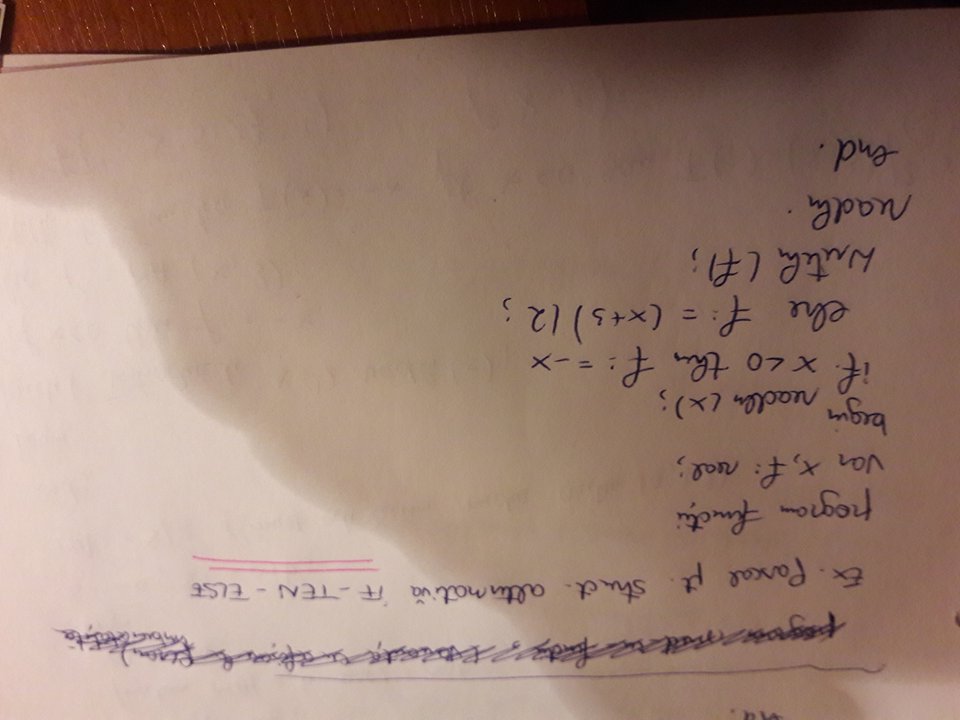 Ex. Pascal pt. struct. alternativă IF-TEN-ELSE
program funcții
var x, f: real;
begin
readln (x);
if x<0 then f:=-x
else f:= (x+3)/2;
writeln (f);
readln.
end.